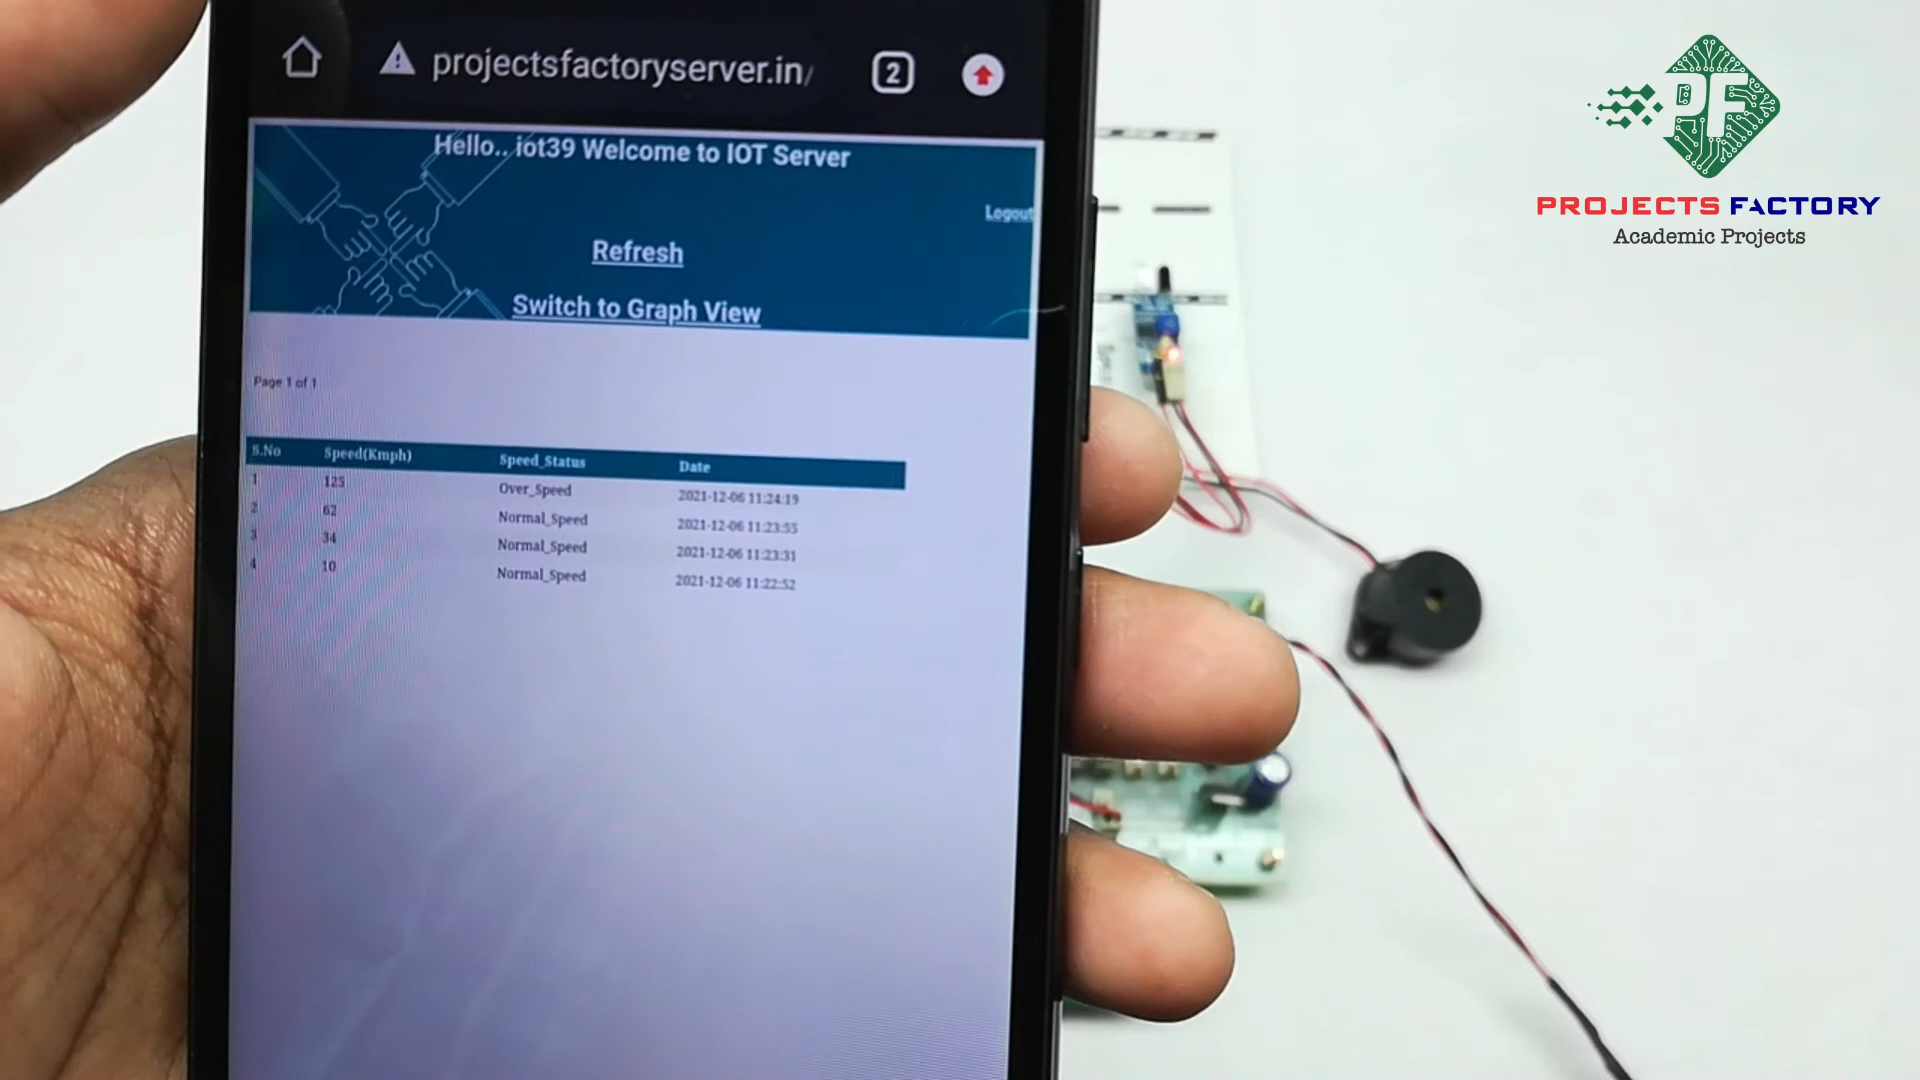 projectsfactoryserver.in/
2
Hello.. iot39 Welcome to IOT Server
Logout
Refresh
Switch to Graph View
Page 1 of 1
S.No Speed(Kmph) Speed_Status Date
1 125 Over_Speed 2021-12-06 11:24:19
2 62 Normal_Speed 2021-12-06 11:23:55
3 34 Normal_Speed 2021-12-06 11:23:31
4 10 Normal_Speed 2021-12-06 11:22:52
PF
PROJECTS FACTORY
Academic Projects